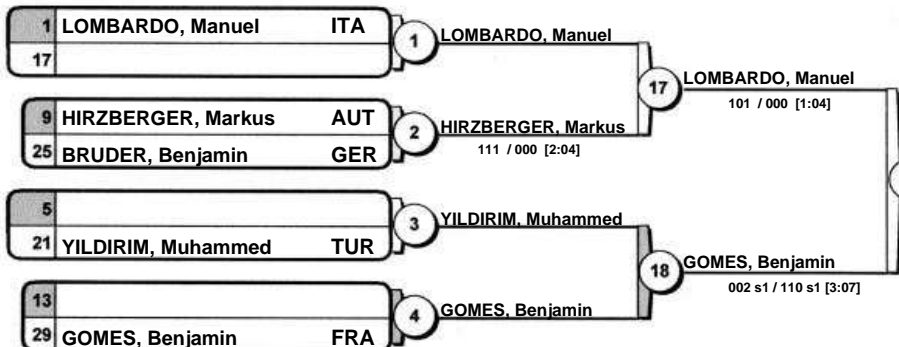 1 LOMBARDO, Manuel ITA
17
1
LOMBARDO, Manuel
9 HIRZBERGER, Markus AUT
25 BRUDER, Benjamin GER
2
HIRZBERGER, Markus
111 / 000 [2:04]
17
LOMBARDO, Manuel
101 / 000 [1:04]
5
21 YILDIRIM, Muhammed TUR
3
YILDIRIM, Muhammed
13
29 GOMES, Benjamin FRA
4
GOMES, Benjamin
18
GOMES, Benjamin
002 s1 / 110 s1 [3:07]